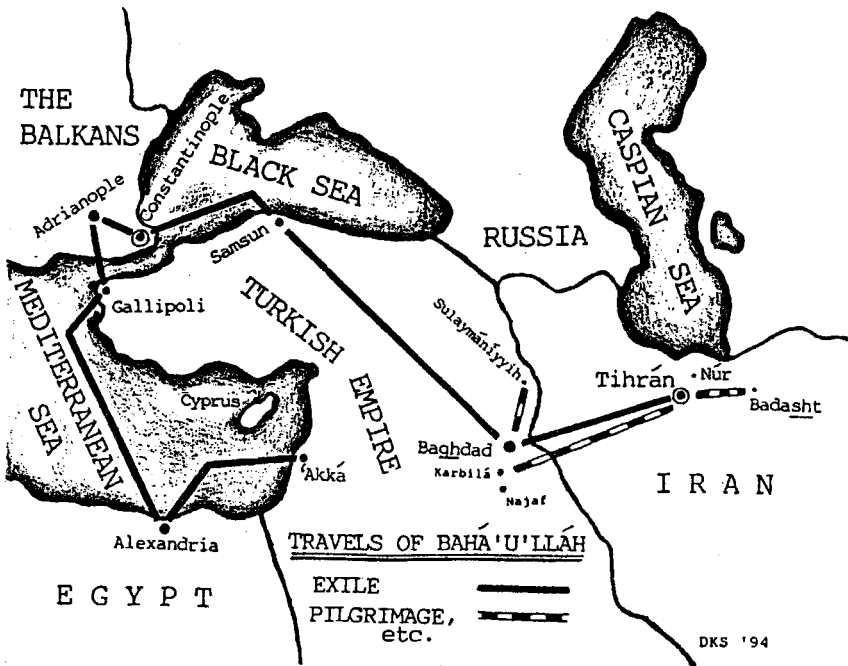 THE
BALKANS
Constantinople
BLACK SEA
CASPIAN
SEA
Adrianople
Samsun
RUSSIA
MEDITERRANEAN
SEA
Gallipoli
TURKISH
EMPIRE
Sulaymáníyyih
Tihrán
Núr
Badasht
Cyprus
Baghdad
Karbilá
Najaf
'Akká
IRAN
Alexandria
EGYPT
TRAVELS OF BAHÁ'U'LLÁH
EXILE
PILGRIMAGE,
etc.
DKS '94